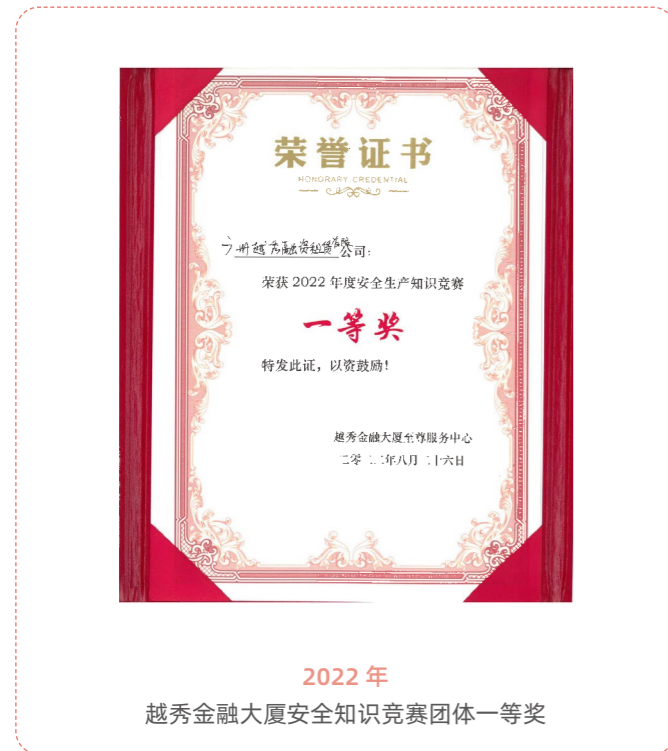 荣誉证书
HONORARY CREDENTIAL
广州越秀融资租赁有限公司:
荣获 2022 年度安全生产知识竞赛
一等奖
特发此证，以资鼓励!
越秀金融大厦至尊服务中心
二零二二年八月二十六日
2022 年
越秀金融大厦安全知识竞赛团体一等奖